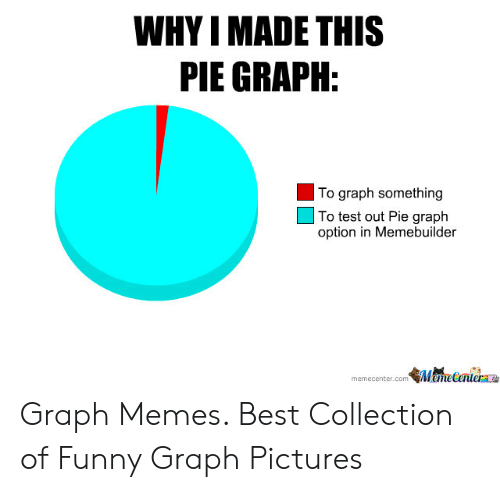 WHY I MADE THIS
PIE GRAPH:
To graph something
To test out Pie graph
option in Memebuilder
memecenter.com MemeCenter
Graph Memes. Best Collection
of Funny Graph Pictures